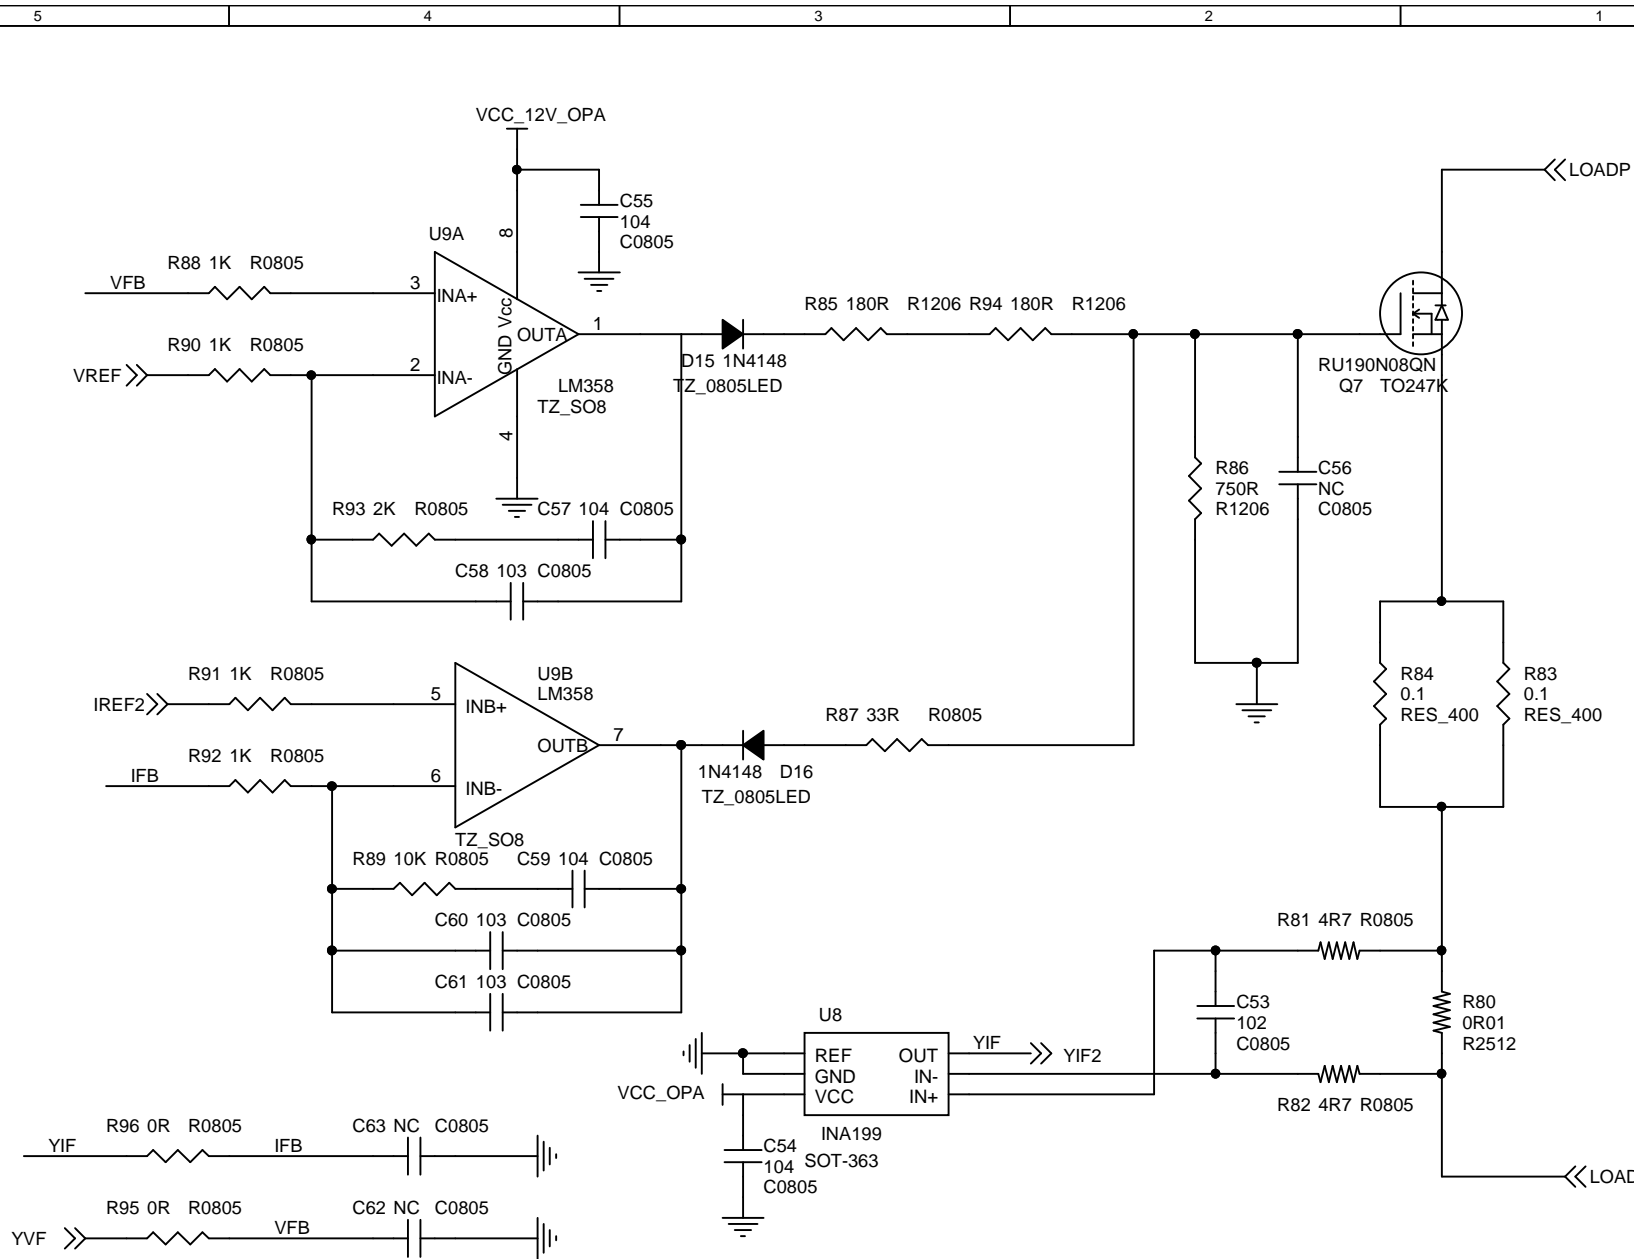 5 4 3 2 1
VCC_12V_OPA
C55
104
C0805
LOADP
U9A
8
R88 1K R0805
VFB
3
INA+
Vcc
GND
OUTA
1
R85 180R R1206 R94 180R R1206
R90 1K R0805
VREF
2
INA-
D15 1N4148
TZ_0805LED
LM358
TZ_SO8
4
RU190N08QN
Q7 TO247K
R86
750R
R1206
C56
NC
C0805
R93 2K R0805
C57 104 C0805
C58 103 C0805
R91 1K R0805
U9B
LM358
IREF2
5
INB+
R84
0.1
RES_400
R83
0.1
RES_400
R87 33R R0805
7
OUTB
R92 1K R0805
IFB
6
INB-
1N4148 D16
TZ_0805LED
TZ_SO8
R89 10K R0805
C59 104 C0805
C60 103 C0805
R81 4R7 R0805
C61 103 C0805
C53
102
C0805
R80
0R01
R2512
U8
REF
GND
VCC
OUT
IN-
IN+
YIF
YIF2
VCC_OPA
R82 4R7 R0805
INA199
SOT-363
C54
104
C0805
R96 0R R0805
C63 NC C0805
YIF
IFB
LOAD
R95 0R R0805
C62 NC C0805
YVF
VFB